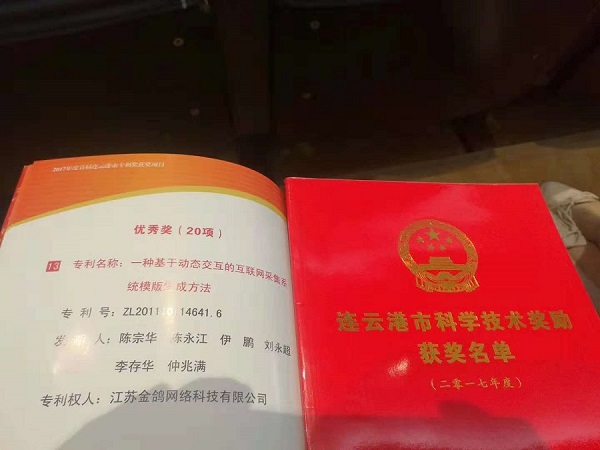 优秀奖(20项)
13 专利名称：一种基于动态交互的互联网采集系
统模版生成方法
专 利 号：ZL2011 14641.6
发 人：陈宗华 陈永江 伊 鹏 刘永超
李存华 仲兆满
专利权人：江苏金鸽网络科技有限公司
连云港市科学技术奖励
获奖名单
(二零一七年度)